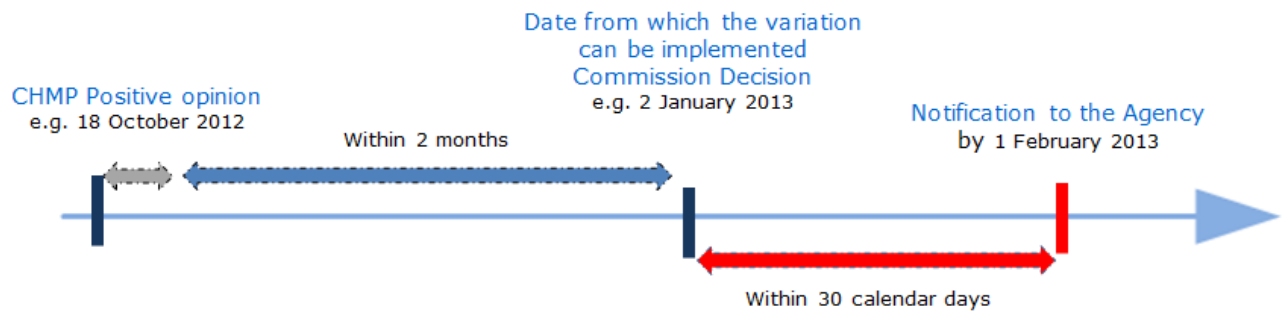 CHMP Positive opinion
e.g. 18 October 2012
Within 2 months
Date from which the variation
can be implemented
Commission Decision
e.g. 2 January 2013
Notification to the Agency
by 1 February 2013
Within 30 calendar days